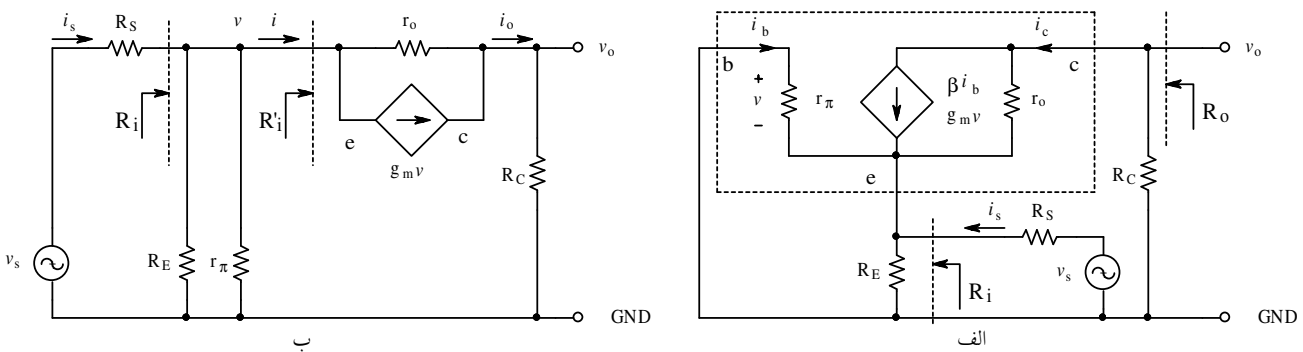 i_s R_S v i r_o i_o v_o
R_i R'_i e c
g_m v
R_C
v_s R_E r_π
GND
ب
i_b i_c v_o
b c
+ v - r_π β i_b g_m v r_o R_o
e R_C
i_s R_S
R_E R_i v_s
GND
الف